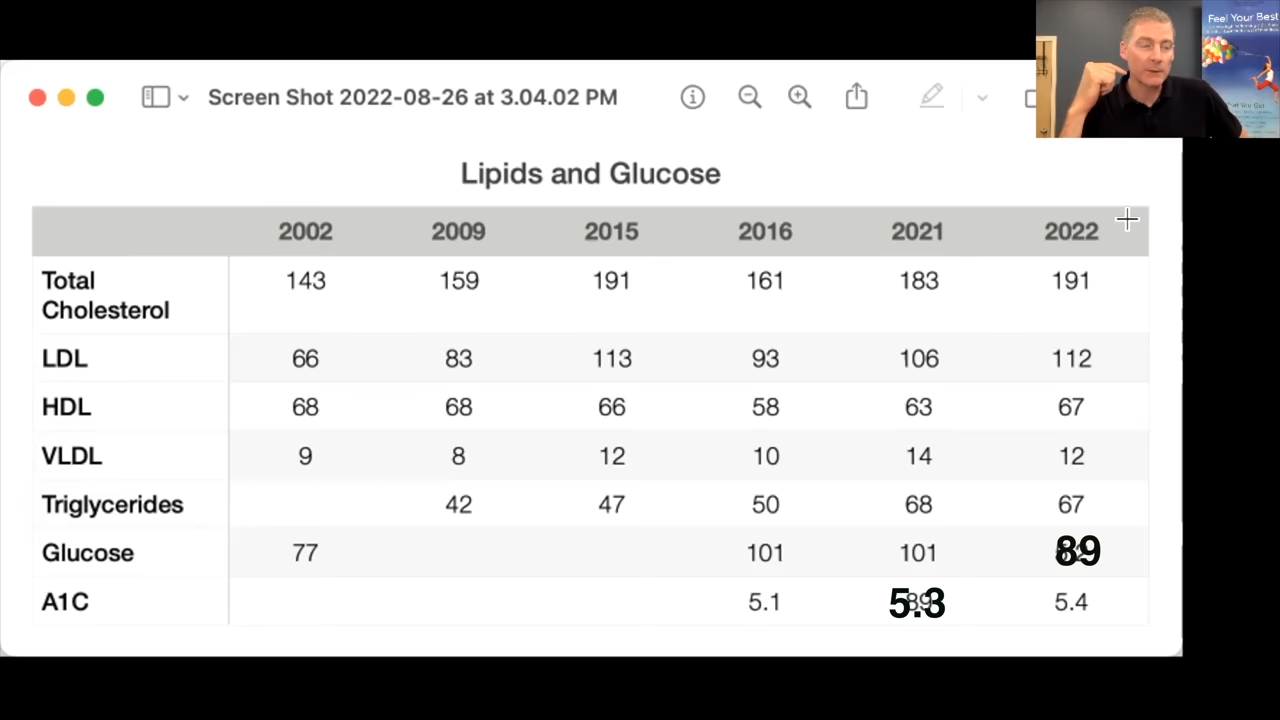 Feel Your Best
Screen Shot 2022-08-26 at 3.04.02 PM
Lipids and Glucose
2002 2009 2015 2016 2021 2022
Total Cholesterol 143 159 191 161 183 191
LDL 66 83 113 93 106 112
HDL 68 68 66 58 63 67
VLDL 9 8 12 10 14 12
Triglycerides 42 47 50 68 67
Glucose 77 101 101 89
A1C 5.1 5.3 5.4